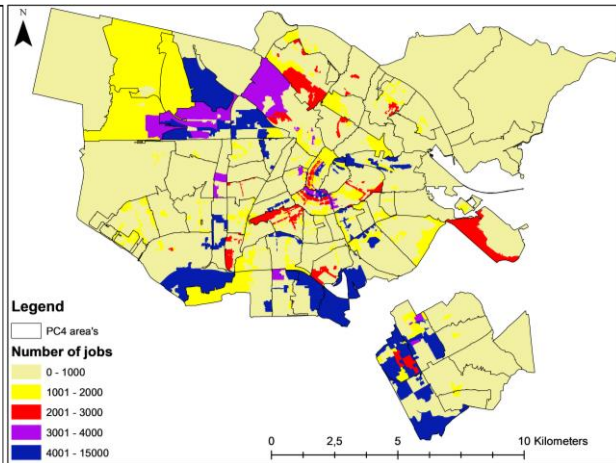 N
Legend
PC4 area's
Number of jobs
0 - 1000
1001 - 2000
2001 - 3000
3001 - 4000
4001 - 15000
0 2,5 5 10 Kilometers